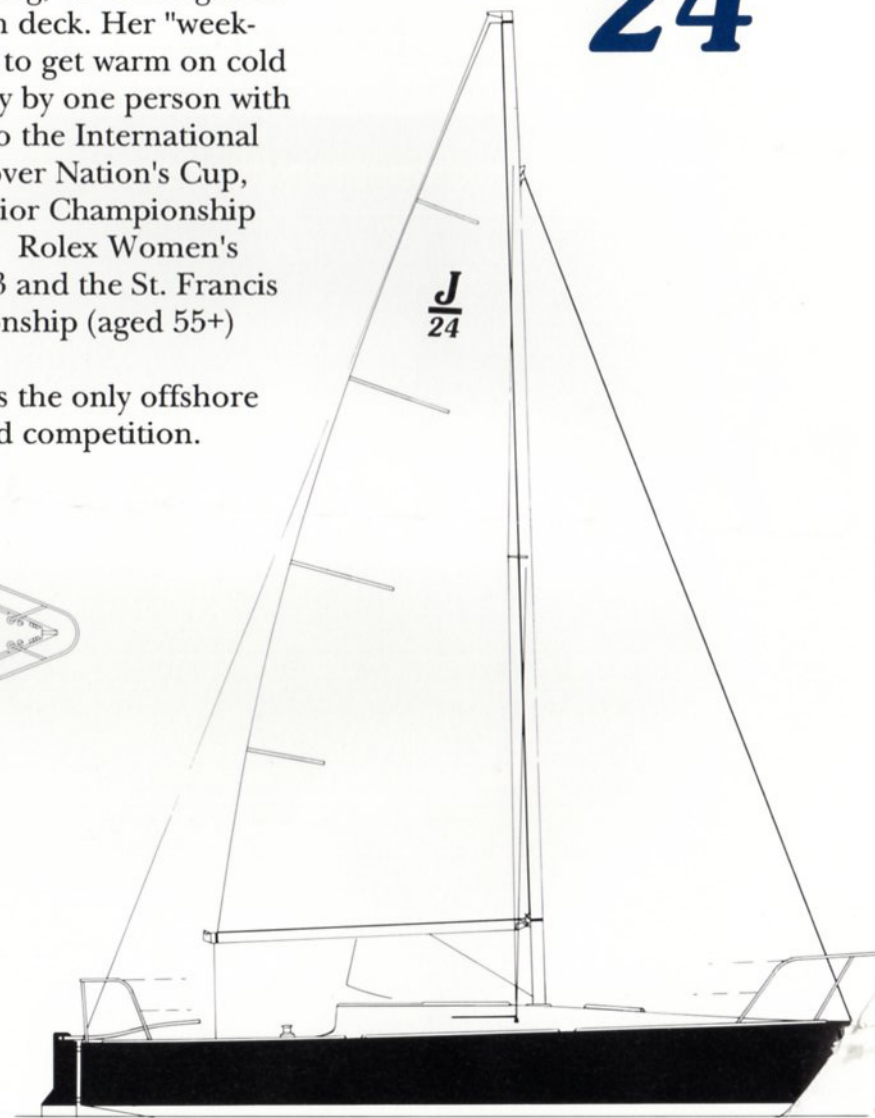 24
n deck. Her "week-
to get warm on cold
y by one person with
o the International
over Nation's Cup,
ior Championship
Rolex Women's
3 and the St. Francis
onship (aged 55+)
s the only offshore
d competition.
J
24